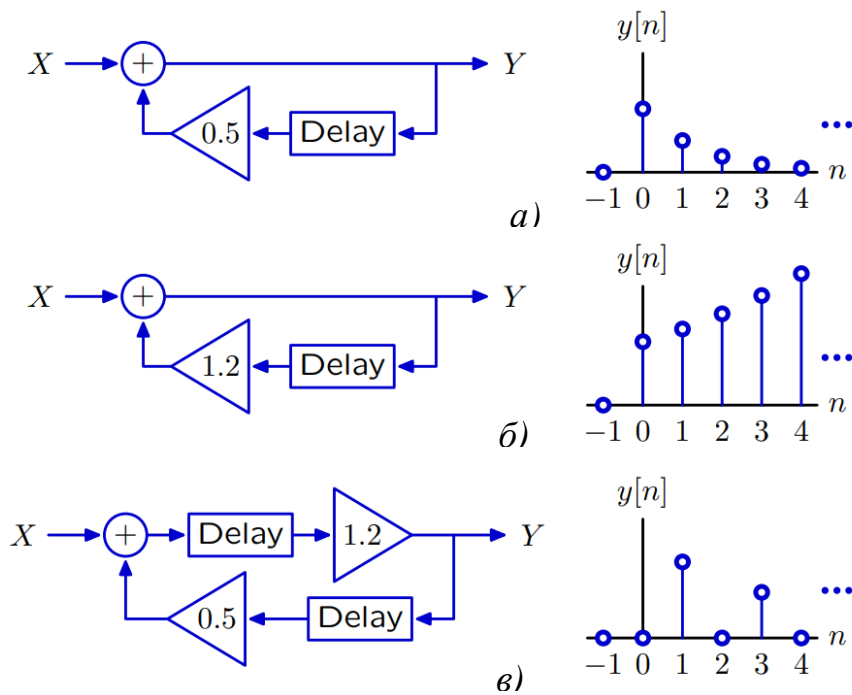 y[n]
X + Y
0.5 Delay
n
−1 0 1 2 3 4
а)
y[n]
X + Y
1.2 Delay
n
−1 0 1 2 3 4
б)
y[n]
X + Delay 1.2 Y
0.5 Delay
n
−1 0 1 2 3 4
в)